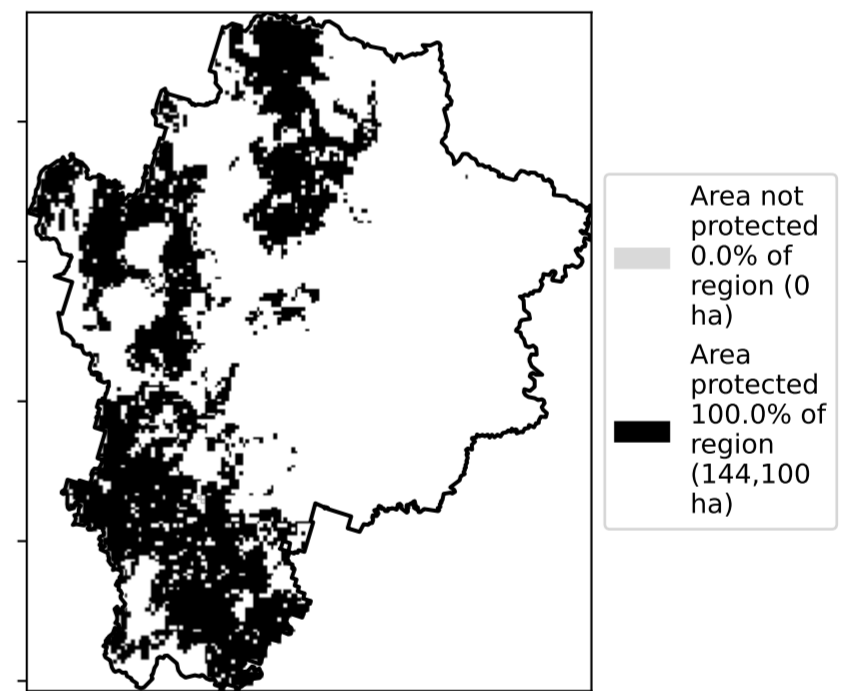 Area not
protected
0.0% of
region (0
ha)
Area
protected
100.0% of
region
(144,100
ha)